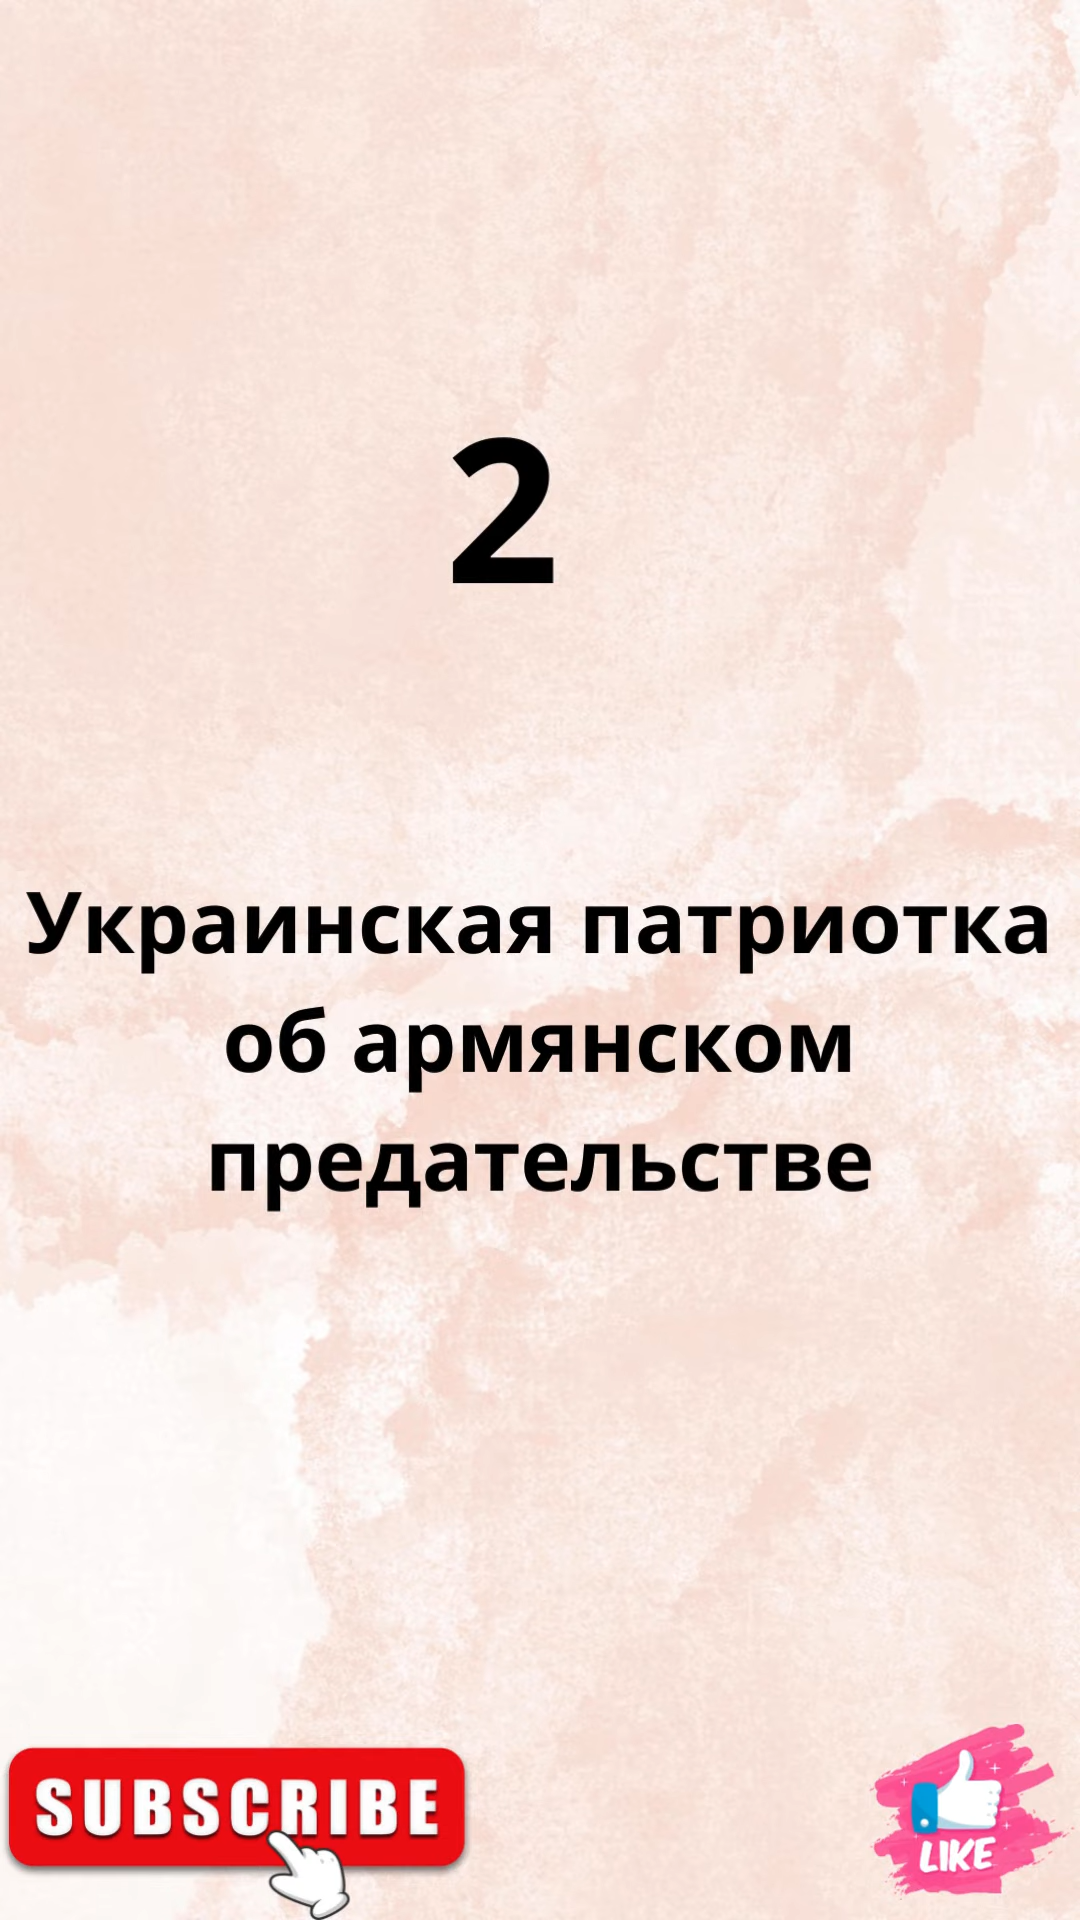 2
Украинская патриотка
об армянском
предательстве
SUBSCRIBE
LIKE